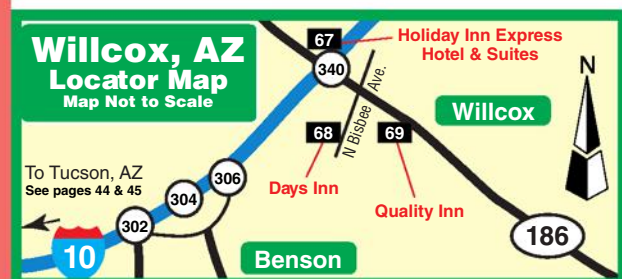 Willcox, AZ
Locator Map
Map Not to Scale
67
Holiday Inn Express
Hotel & Suites
340
N Bisbee Ave.
N
Willcox
68
69
To Tucson, AZ
See pages 44 & 45
306
304
302
Days Inn
Quality Inn
10
Benson
186